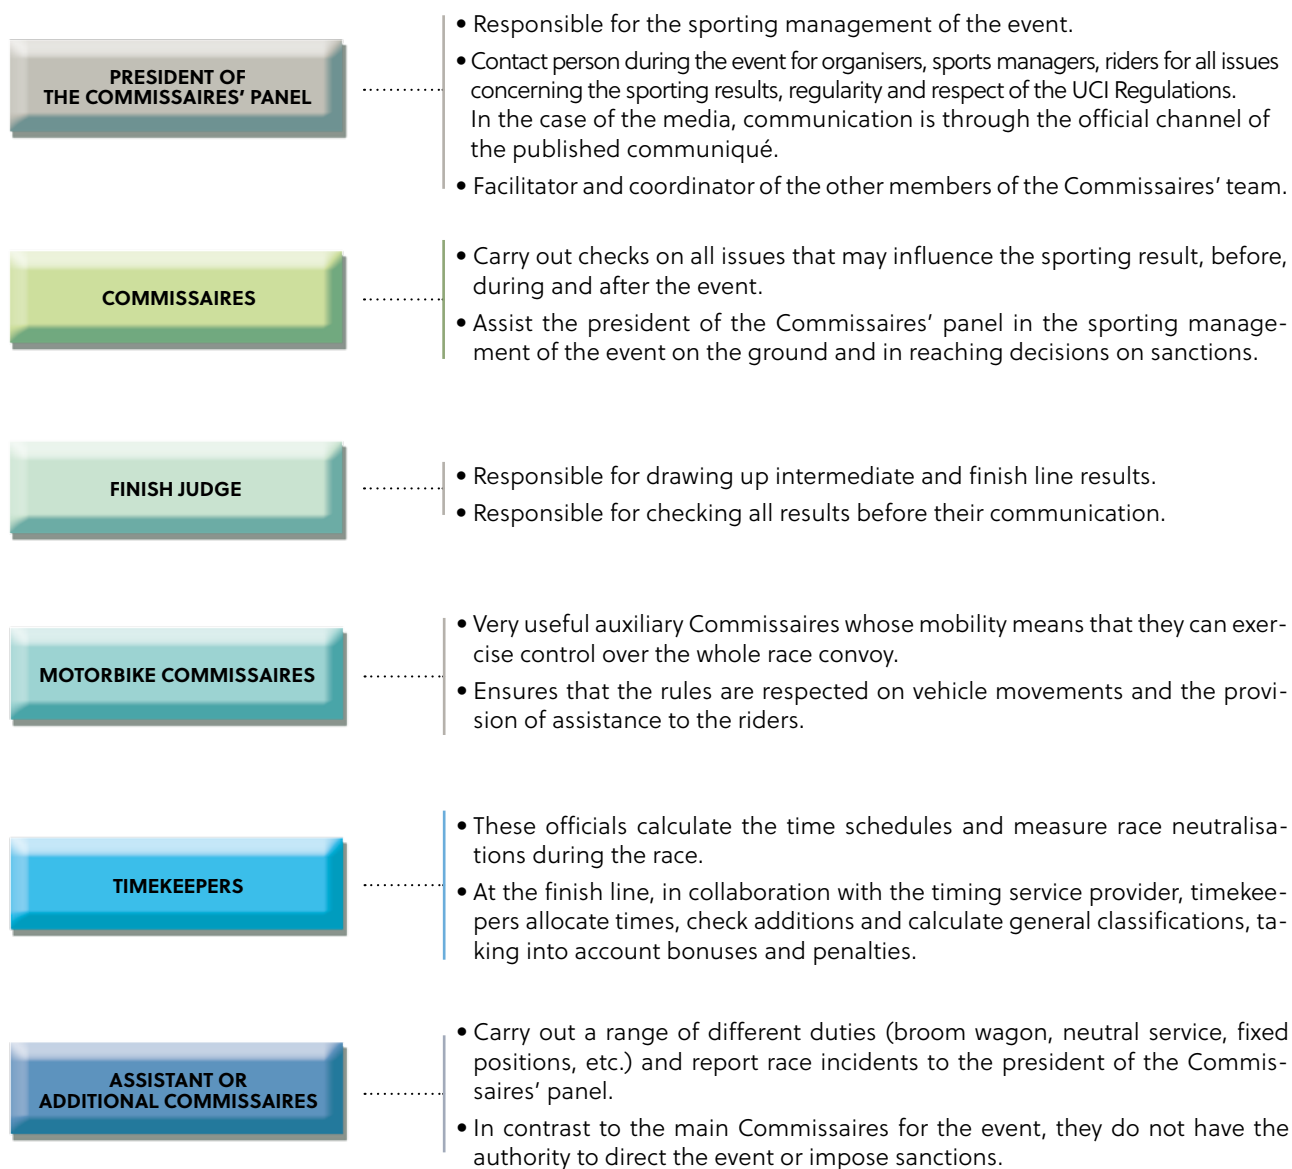 PRESIDENT OF
THE COMMISSAIRES' PANEL
• Responsible for the sporting management of the event.
• Contact person during the event for organisers, sports managers, riders for all issues
concerning the sporting results, regularity and respect of the UCI Regulations.
In the case of the media, communication is through the official channel of
the published communiqué.
• Facilitator and coordinator of the other members of the Commissaires' team.
COMMISSAIRES
• Carry out checks on all issues that may influence the sporting result, before,
during and after the event.
• Assist the president of the Commissaires' panel in the sporting manage-
ment of the event on the ground and in reaching decisions on sanctions.
FINISH JUDGE
• Responsible for drawing up intermediate and finish line results.
• Responsible for checking all results before their communication.
MOTORBIKE COMMISSAIRES
• Very useful auxiliary Commissaires whose mobility means that they can exer-
cise control over the whole race convoy.
• Ensures that the rules are respected on vehicle movements and the provi-
sion of assistance to the riders.
TIMEKEEPERS
• These officials calculate the time schedules and measure race neutralisa-
tions during the race.
• At the finish line, in collaboration with the timing service provider, timekee-
pers allocate times, check additions and calculate general classifications, ta-
king into account bonuses and penalties.
ASSISTANT OR
ADDITIONAL COMMISSAIRES
• Carry out a range of different duties (broom wagon, neutral service, fixed
positions, etc.) and report race incidents to the president of the Commis-
saires' panel.
• In contrast to the main Commissaires for the event, they do not have the
authority to direct the event or impose sanctions.